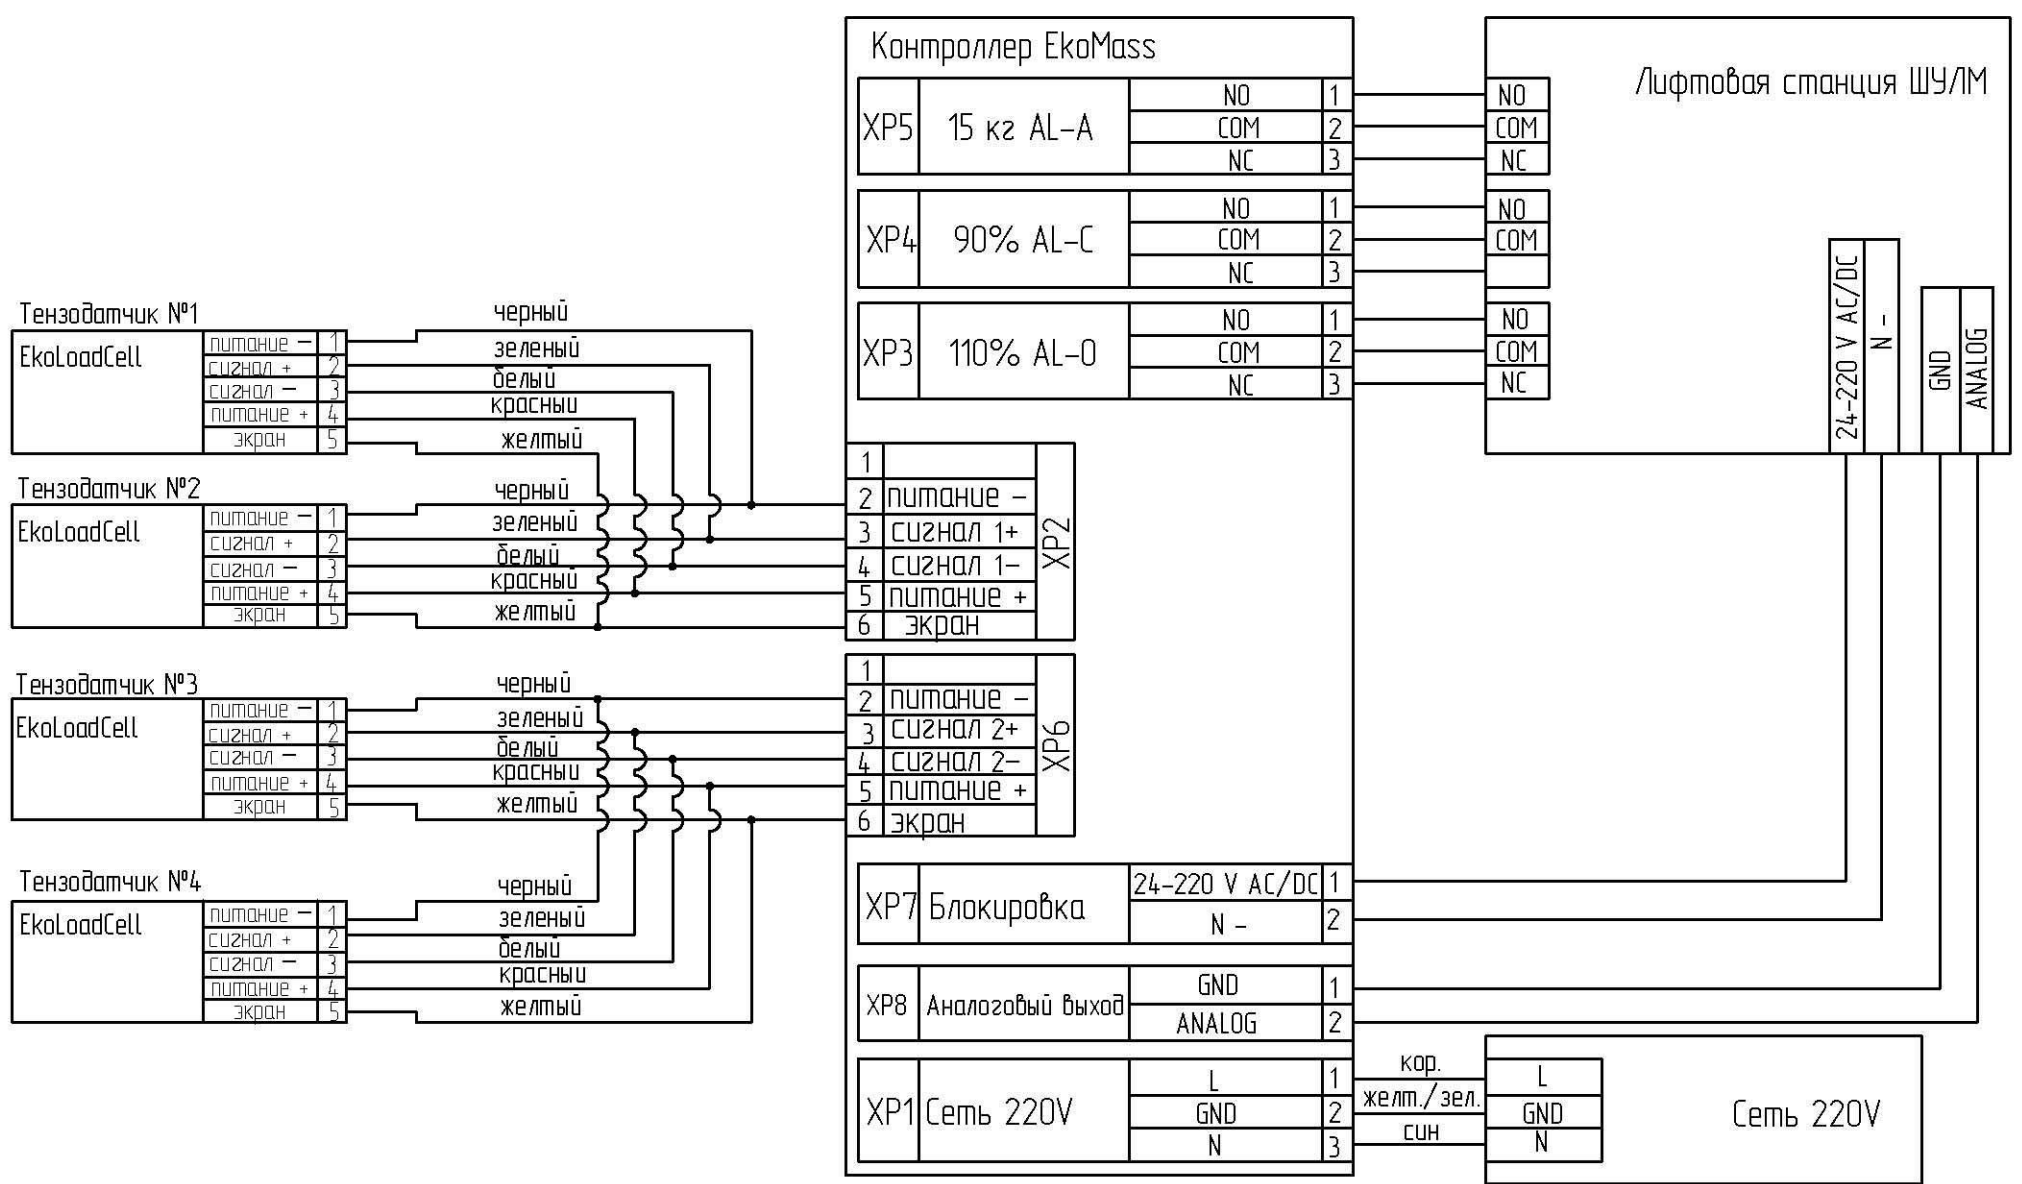 Контроллер EkoMass
XP5 15 кг AL-A
NO 1
COM 2
NC 3
XP4 90% AL-C
NO 1
COM 2
NC 3
XP3 110% AL-O
NO 1
COM 2
NC 3
Лифтовая станция ШУЛМ
NO
COM
NC
NO
COM
NO
COM
NC
24-220 V AC/DC
N -
GND
ANALOG
Тензодатчик №1
EkoLoadCell
питание - 1
сигнал + 2
сигнал - 3
питание + 4
экран 5
черный
зеленый
белый
красный
желтый
Тензодатчик №2
EkoLoadCell
питание - 1
сигнал + 2
сигнал - 3
питание + 4
экран 5
черный
зеленый
белый
красный
желтый
1
2 питание -
3 сигнал 1+
4 сигнал 1-
5 питание +
6 экран
XP2
Тензодатчик №3
EkoLoadCell
питание - 1
сигнал + 2
сигнал - 3
питание + 4
экран 5
черный
зеленый
белый
красный
желтый
1
2 питание -
3 сигнал 2+
4 сигнал 2-
5 питание +
6 экран
XP6
Тензодатчик №4
EkoLoadCell
питание - 1
сигнал + 2
сигнал - 3
питание + 4
экран 5
черный
зеленый
белый
красный
желтый
XP7 Блокировка
24-220 V AC/DC 1
N - 2
XP8 Аналоговый выход
GND 1
ANALOG 2
XP1 Сеть 220V
L 1
GND 2
N 3
кор.
желт./зел.
син
L
GND
N
Сеть 220V